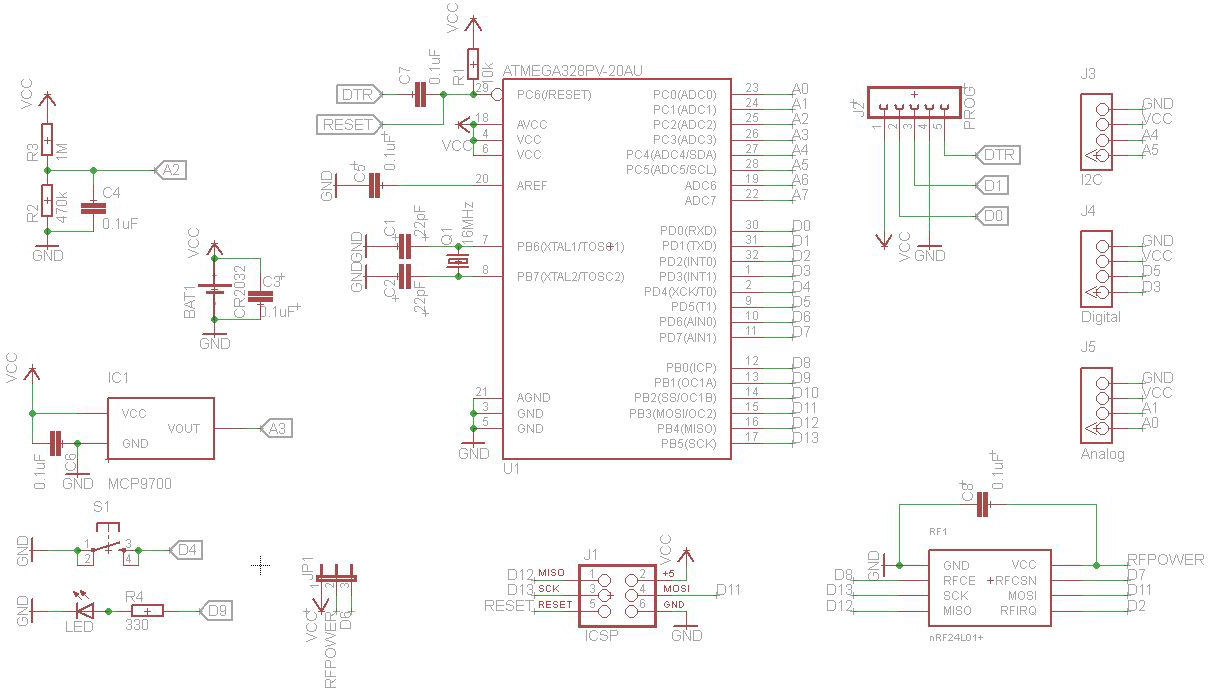 VCC
R3
1M
R2
470k
GND
C4
0.1uF
A2
VCC
BAT1
CR2032
C3
0.1uF
GND
VCC
IC1
VCC
GND
VOUT
MCP9700
A3
0.1uF
C6
GND
S1
GND
1
2
3
4
D4
GND
LED
R4
330
D9
VCC
R1
10k
C7
0.1uF
DTR
RESET
VCC
GND
C5
0.1uF
GND
C1
22pF
Q1
16MHz
GND
C2
22pF
ATMEGA328PV-20AU
29 PC6(/RESET)
18 AVCC
4 VCC
6 VCC
20 AREF
7 PB6(XTAL1/TOSC1)
8 PB7(XTAL2/TOSC2)
21 AGND
3 GND
5 GND
GND
U1
PC0(ADC0) 23 A0
PC1(ADC1) 24 A1
PC2(ADC2) 25 A2
PC3(ADC3) 26 A3
PC4(ADC4/SDA) 27 A4
PC5(ADC5/SCL) 28 A5
ADC6 19 A6
ADC7 22 A7
PD0(RXD) 30 D0
PD1(TXD) 31 D1
PD2(INT0) 32 D2
PD3(INT1) 1 D3
PD4(XCK/T0) 2 D4
PD5(T1) 9 D5
PD6(AIN0) 10 D6
PD7(AIN1) 11 D7
PB0(ICP) 12 D8
PB1(OC1A) 13 D9
PB2(SS/OC1B) 14 D10
PB3(MOSI/OC2) 15 D11
PB4(MISO) 16 D12
PB5(SCK) 17 D13
J2
PROG
1 2 3 4 5
DTR
D1
D0
VCC
GND
J3
GND
VCC
A4
A5
I2C
J4
GND
VCC
D5
D3
Digital
J5
GND
VCC
A1
A0
Analog
JP1
1 2 3
VCC
RFPOWER
D6
J1
VCC
D12 MISO 1 2 +5
D13 SCK 3 4 MOSI D11
RESET RESET 5 6 GND
ICSP
GND
C8
0.1uF
RF1
GND
GND VCC RFPOWER
D8 RFCE RFCSN D7
D13 SCK MOSI D11
D12 MISO RFIRQ D2
nRF24L01+